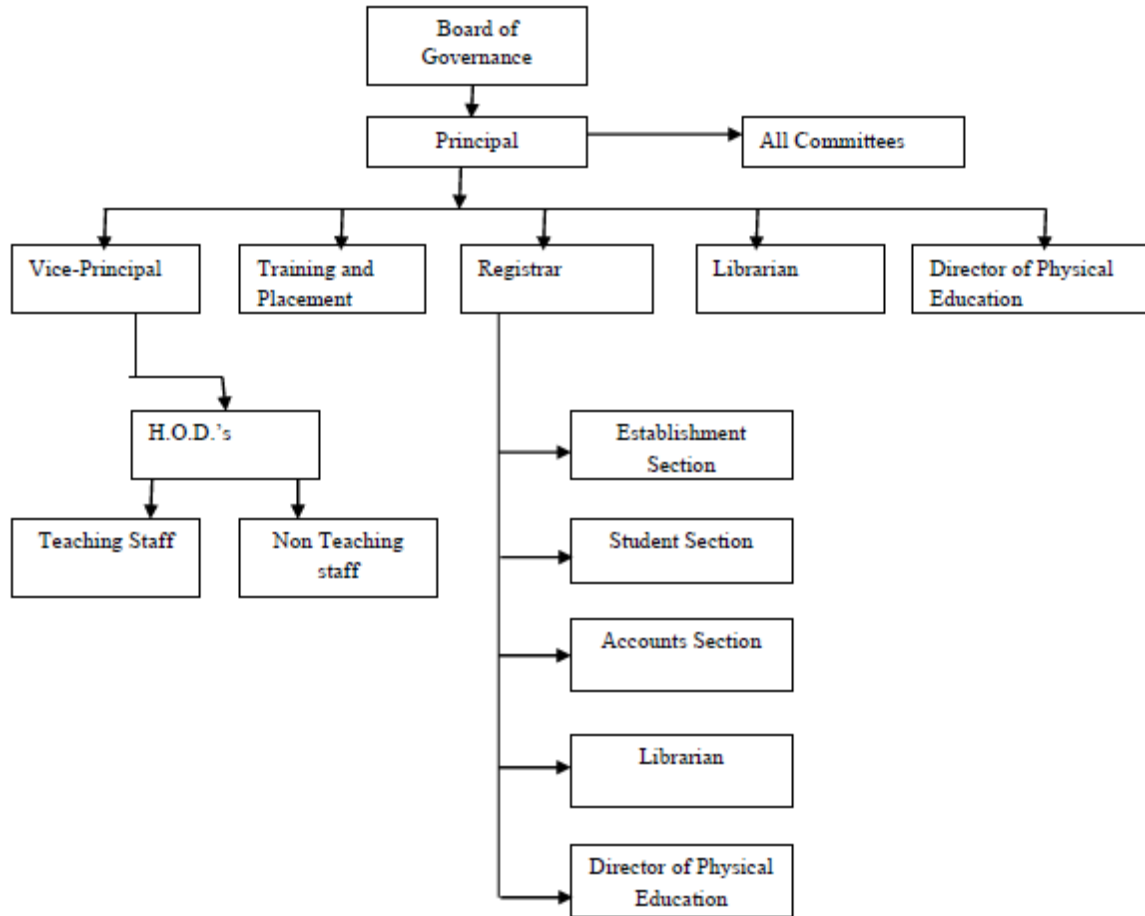 Board of
Governance
Principal
All Committees
Vice-Principal
Training and
Placement
Registrar
Librarian
Director of Physical
Education
H.O.D.’s
Establishment
Section
Teaching Staff
Non Teaching
staff
Student Section
Accounts Section
Librarian
Director of Physical
Education